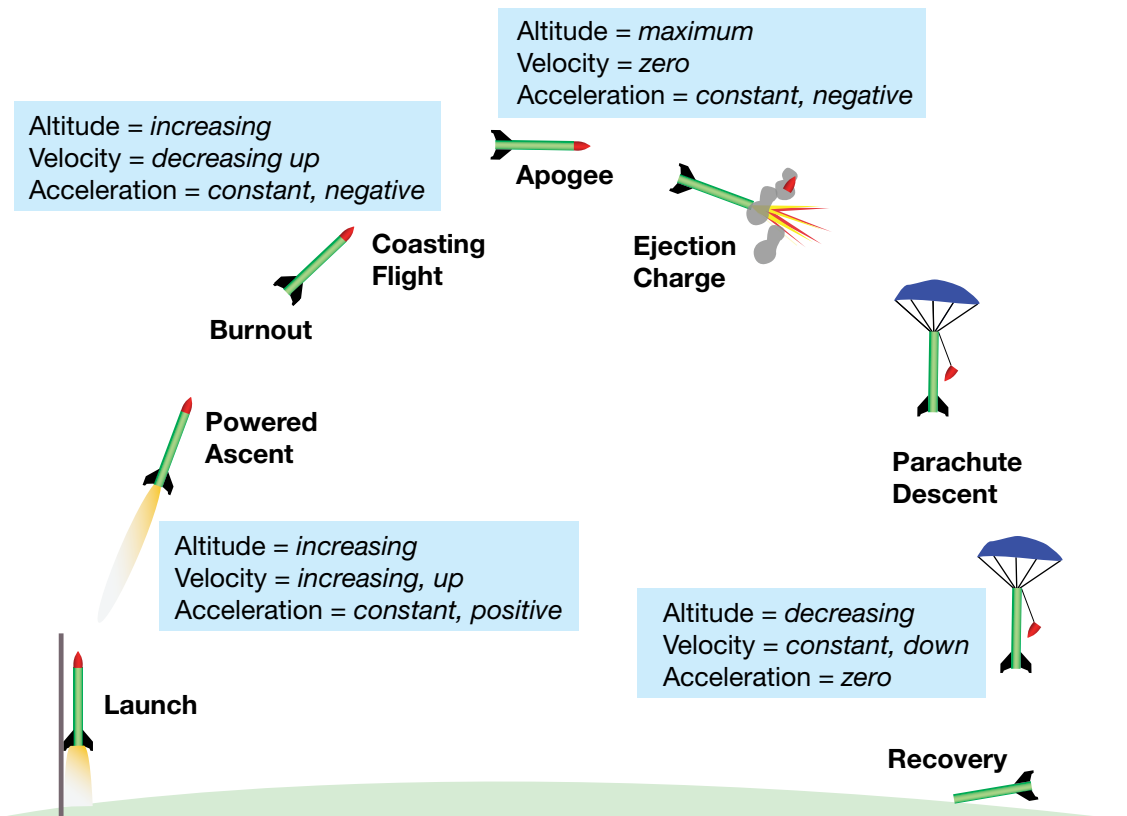 Altitude = maximum
Velocity = zero
Acceleration = constant, negative
Altitude = increasing
Velocity = decreasing up
Acceleration = constant, negative
Apogee
Coasting
Flight
Ejection
Charge
Burnout
Powered
Ascent
Parachute
Descent
Altitude = increasing
Velocity = increasing, up
Acceleration = constant, positive
Altitude = decreasing
Velocity = constant, down
Acceleration = zero
Launch
Recovery